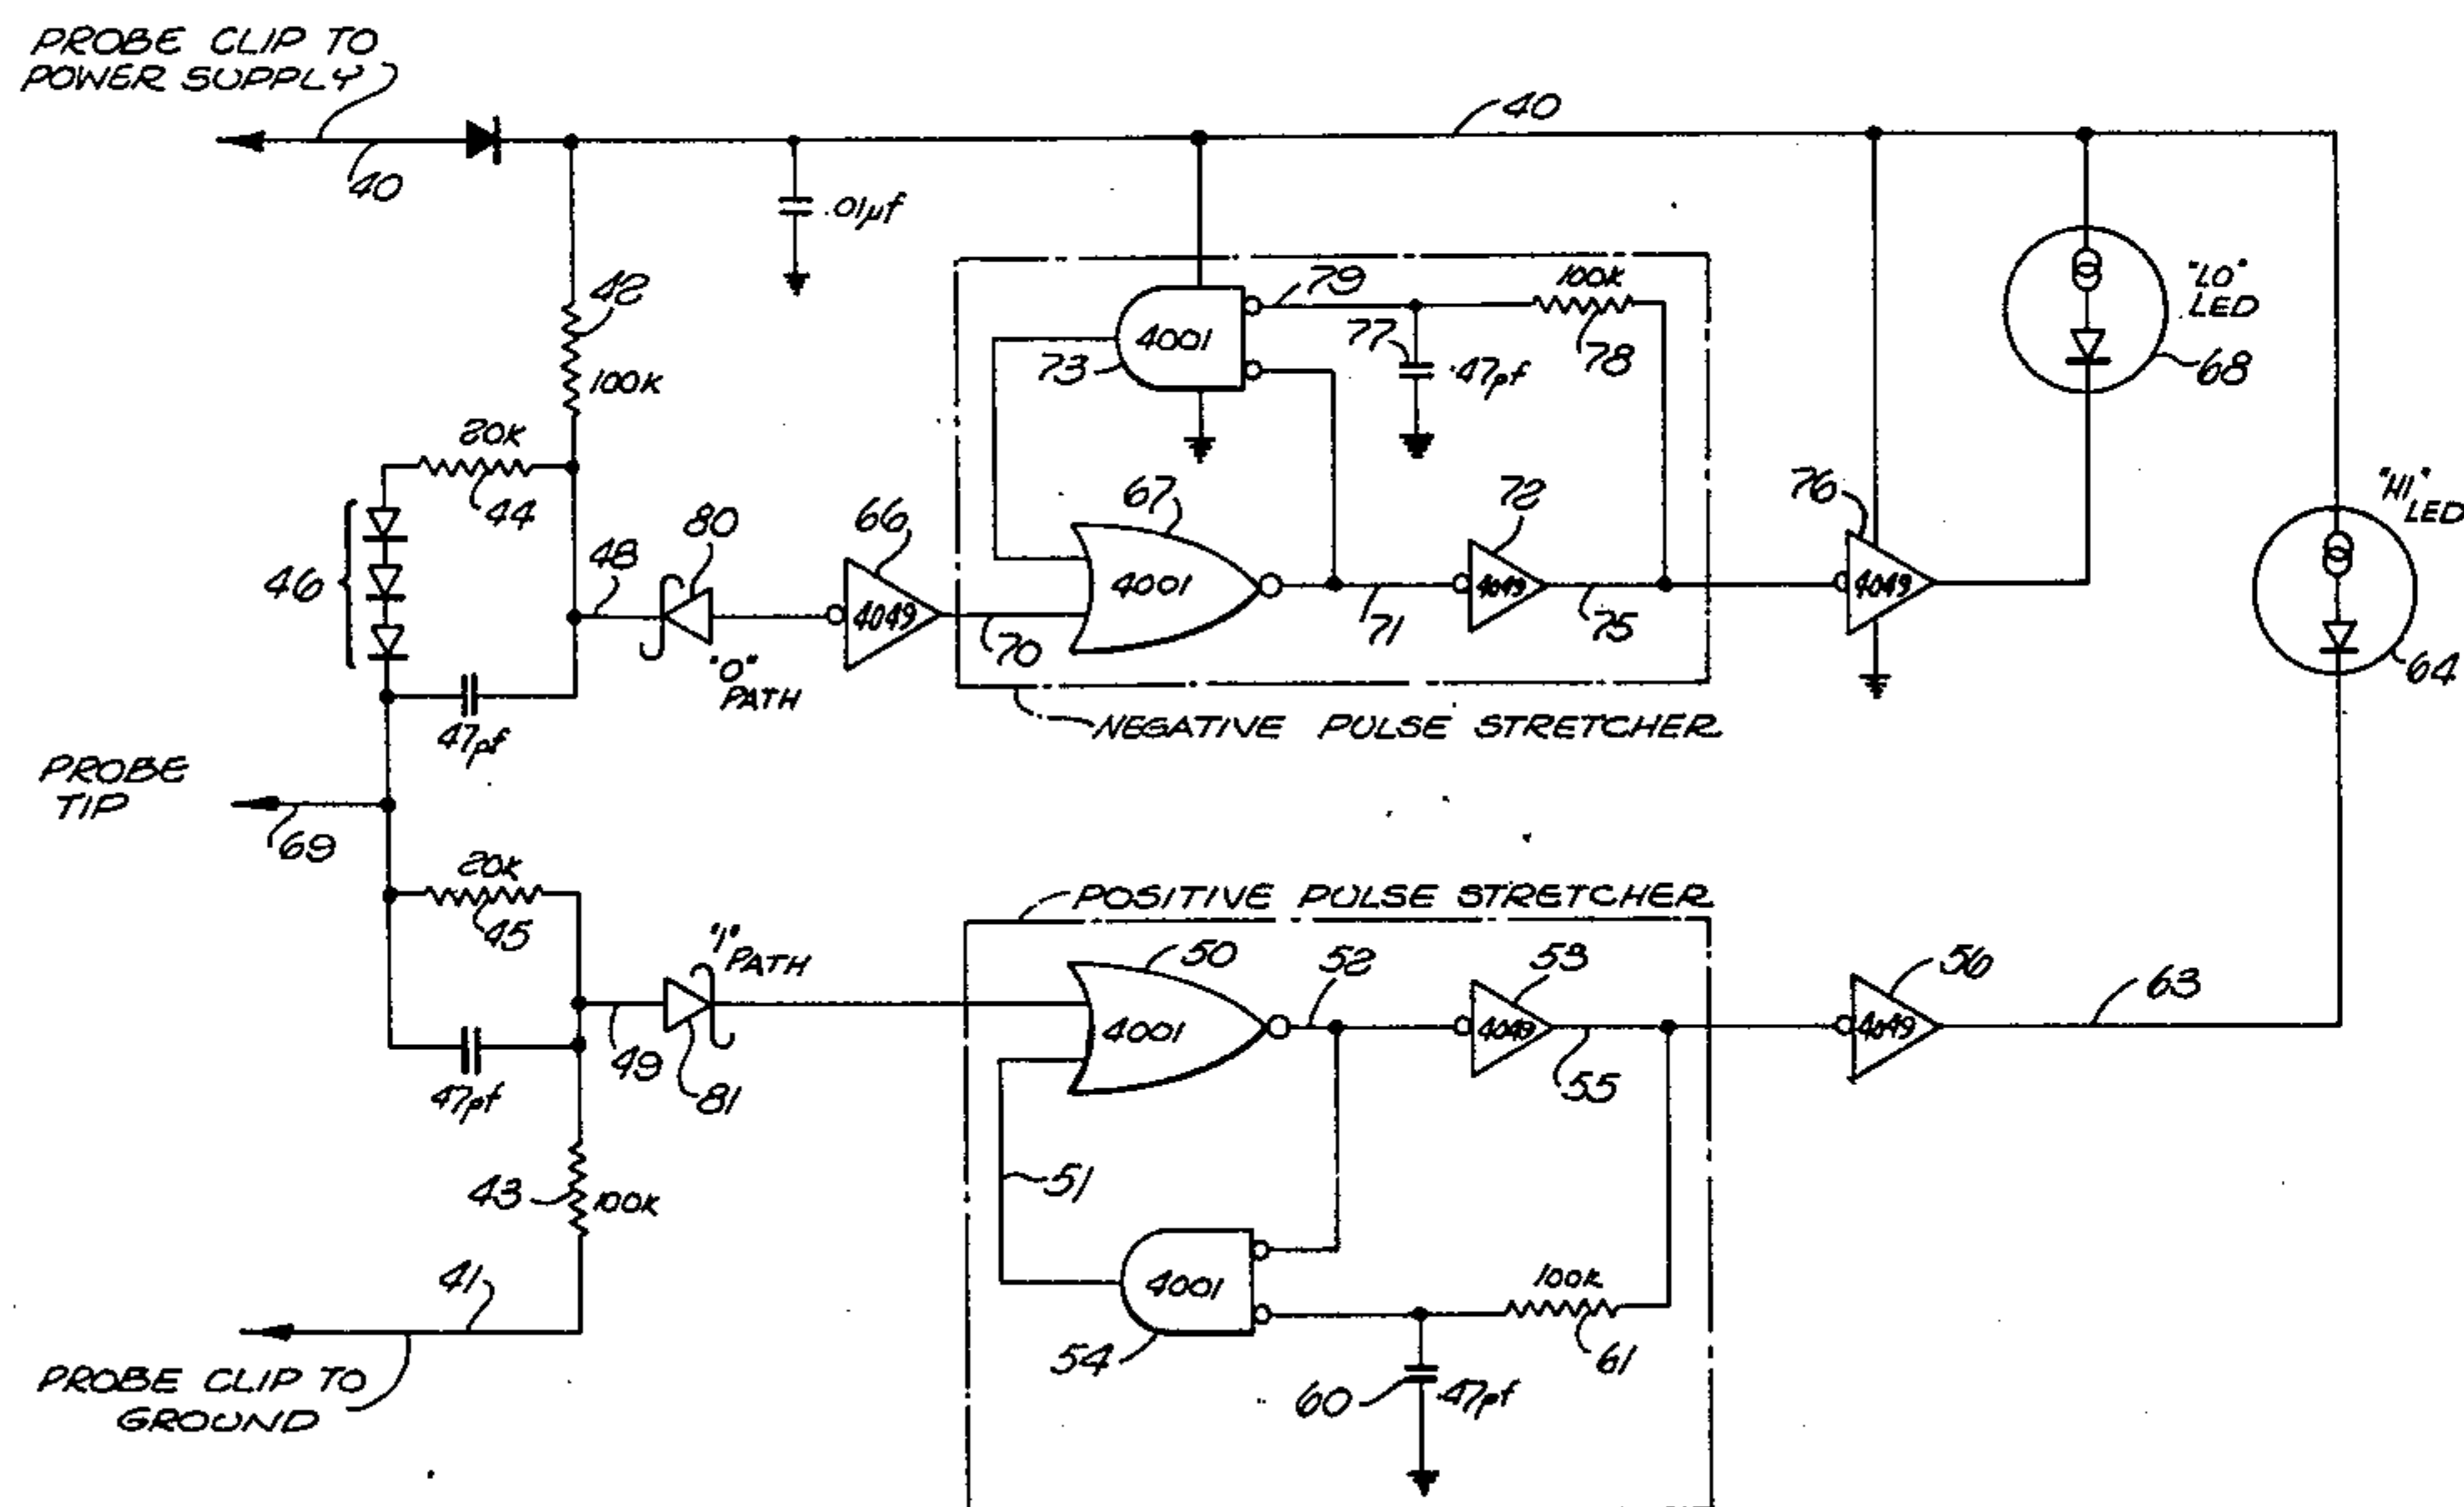 PROBE CLIP TO
POWER SUPPLY
40
40
.01µf
42
100K
20K
44
46
48
80
"0"
PATH
66
4049
47pf
79
100K
4001
73
77
.47pf
78
67
4001
72
4049
70
71
75
NEGATIVE PULSE STRETCHER
76
4049
"LO"
LED
68
"HI"
LED
64
PROBE
TIP
69
20K
45
"1"
PATH
49
81
47pf
43
100K
41
PROBE CLIP TO
GROUND
POSITIVE PULSE STRETCHER
50
4001
52
53
4049
55
56
4049
63
51
4001
54
100K
61
60
.47pf